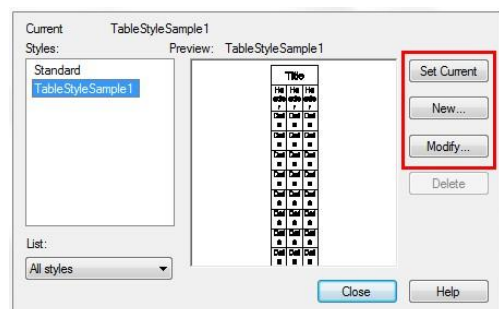 Current TableStyleSample1
Styles: Preview: TableStyleSample1
Standard
TableStyleSample1
Title
Set Current
New...
Modify...
Delete
List:
All styles
Close Help